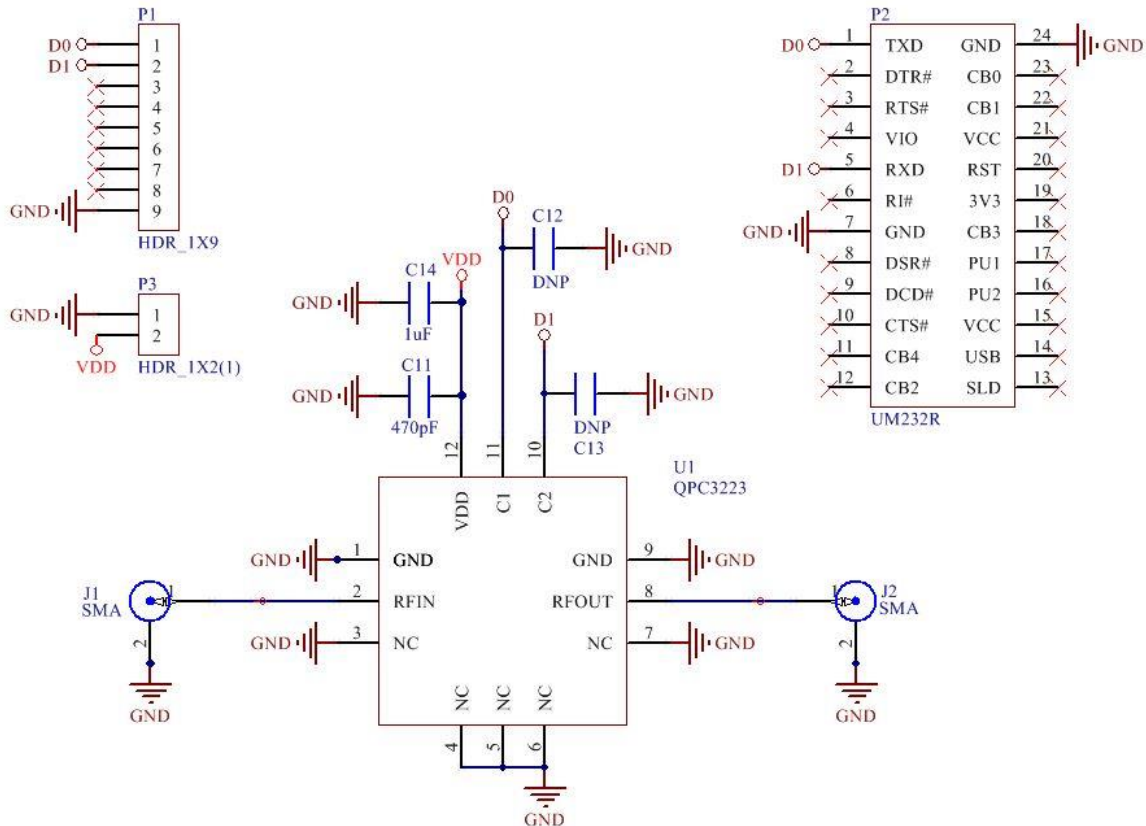 P1
D0 1
D1 2
3
4
5
6
7
8
GND 9
HDR_1X9
P3
GND 1
2
VDD
HDR_1X2(1)
P2
D0 1 TXD GND 24 GND
2 DTR# CB0 23
3 RTS# CB1 22
4 VIO VCC 21
D1 5 RXD RST 20
6 RI# 3V3 19
GND 7 GND CB3 18
8 DSR# PU1 17
9 DCD# PU2 16
10 CTS# VCC 15
11 CB4 USB 14
12 CB2 SLD 13
UM232R
D0
C12
GND
DNP
C14
VDD
GND
1uF
D1
C11
GND
470pF
GND
DNP
C13
12 11 10
U1
QPC3223
VDD C1 C2
GND 1 GND GND 9 GND
J1
SMA
1 2 RFIN RFOUT 8 1
J2
SMA
GND 3 NC NC 7 GND
2
GND
2
GND
NC NC NC
4 5 6
GND